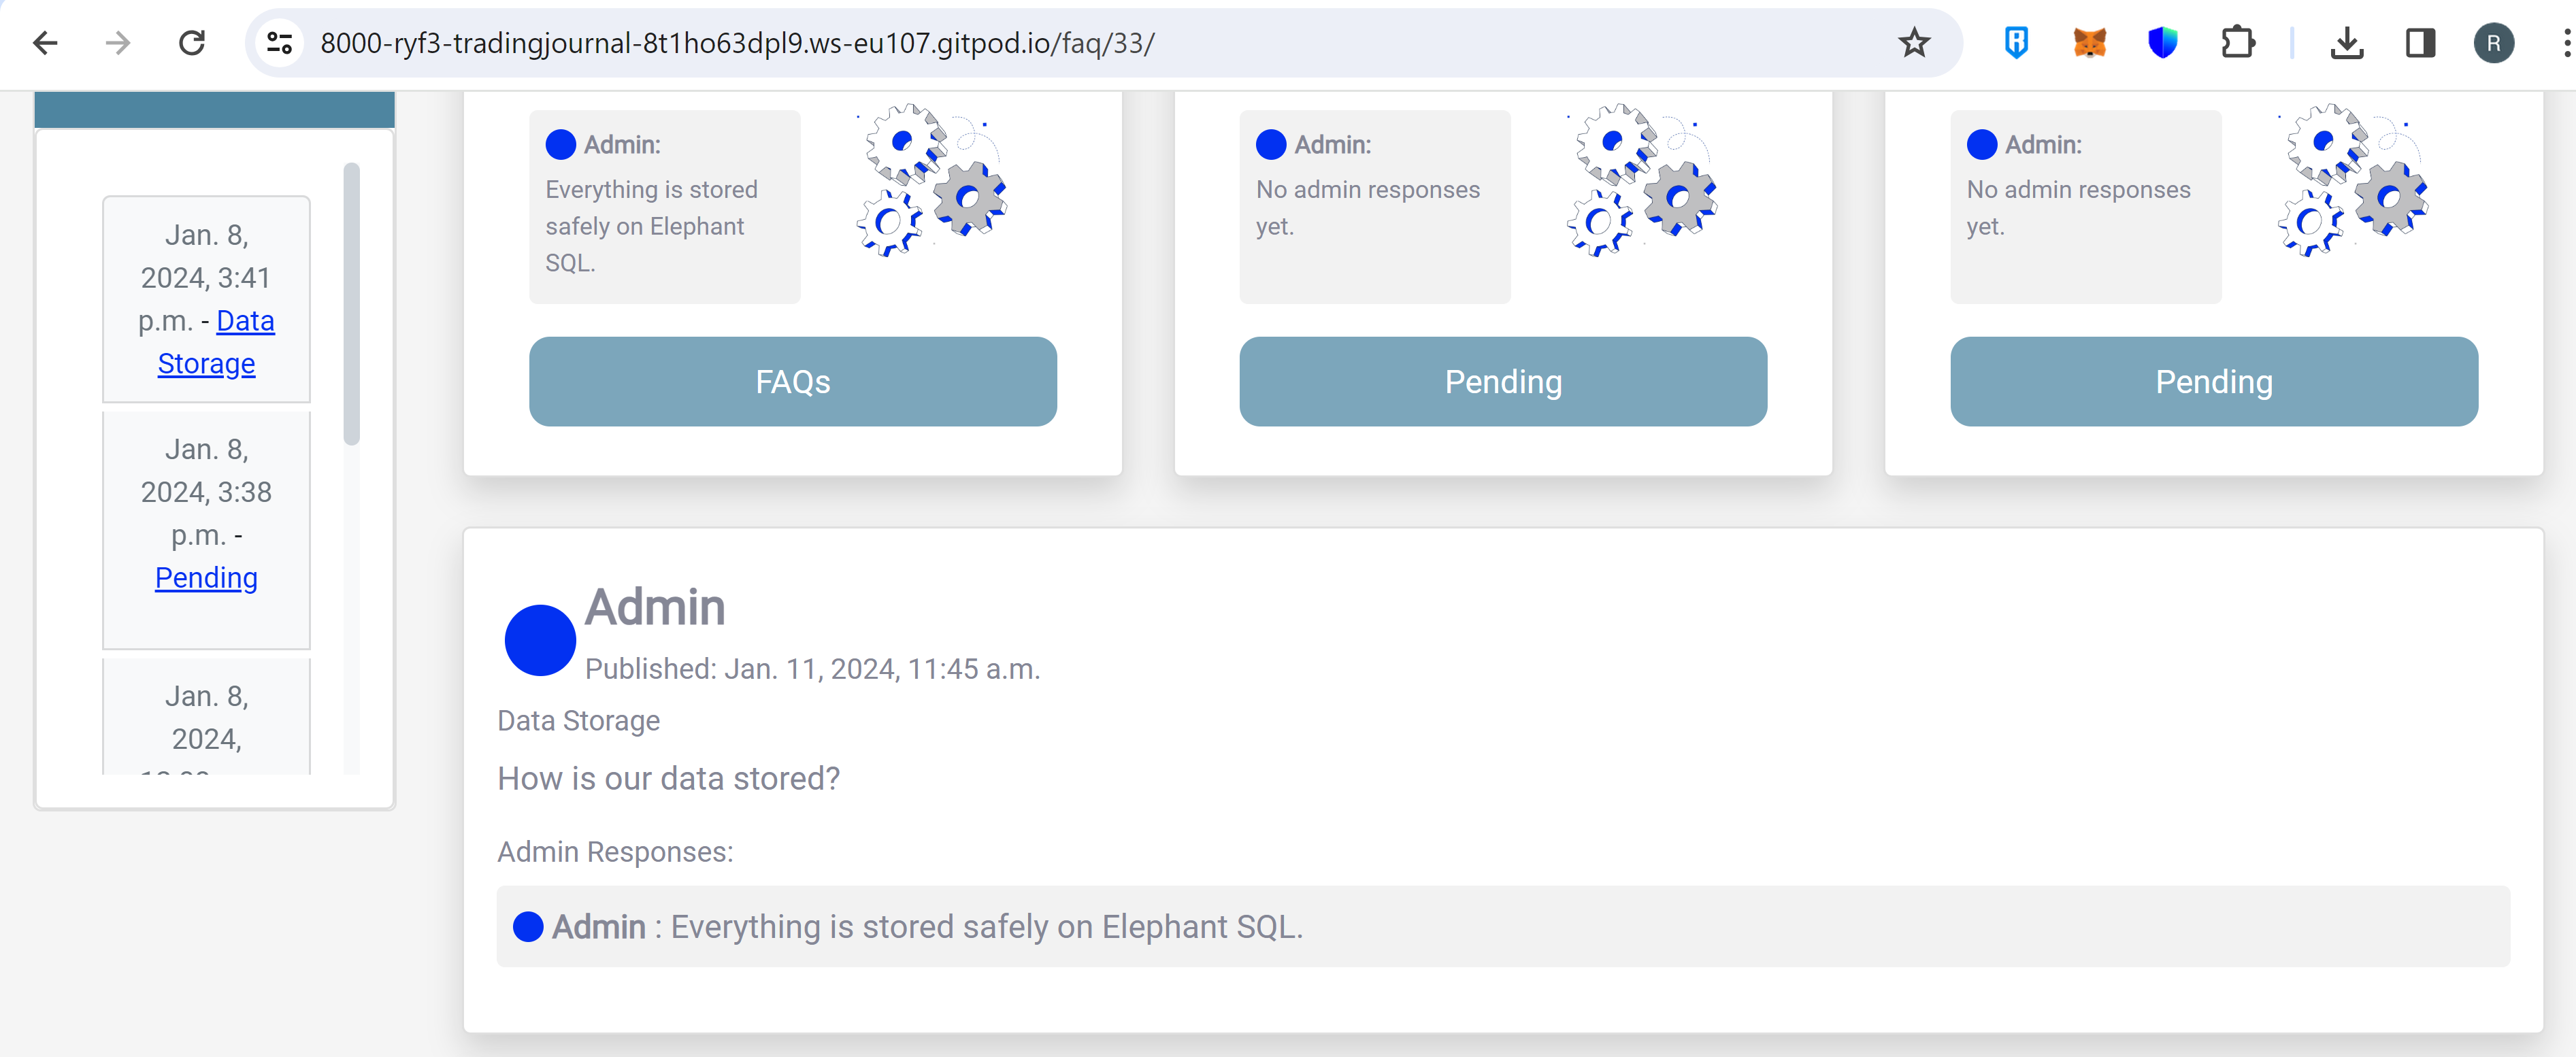 8000-ryf3-tradingjournal-8t1ho63dpl9.ws-eu107.gitpod.io/faq/33/
R
Jan. 8,
2024, 3:41
p.m. - Data
Storage
Jan. 8,
2024, 3:38
p.m. -
Pending
Jan. 8,
2024,
Admin:
Everything is stored
safely on Elephant
SQL.
FAQs
Admin:
No admin responses
yet.
Pending
Admin:
No admin responses
yet.
Pending
Admin
Published: Jan. 11, 2024, 11:45 a.m.
Data Storage
How is our data stored?
Admin Responses:
Admin : Everything is stored safely on Elephant SQL.